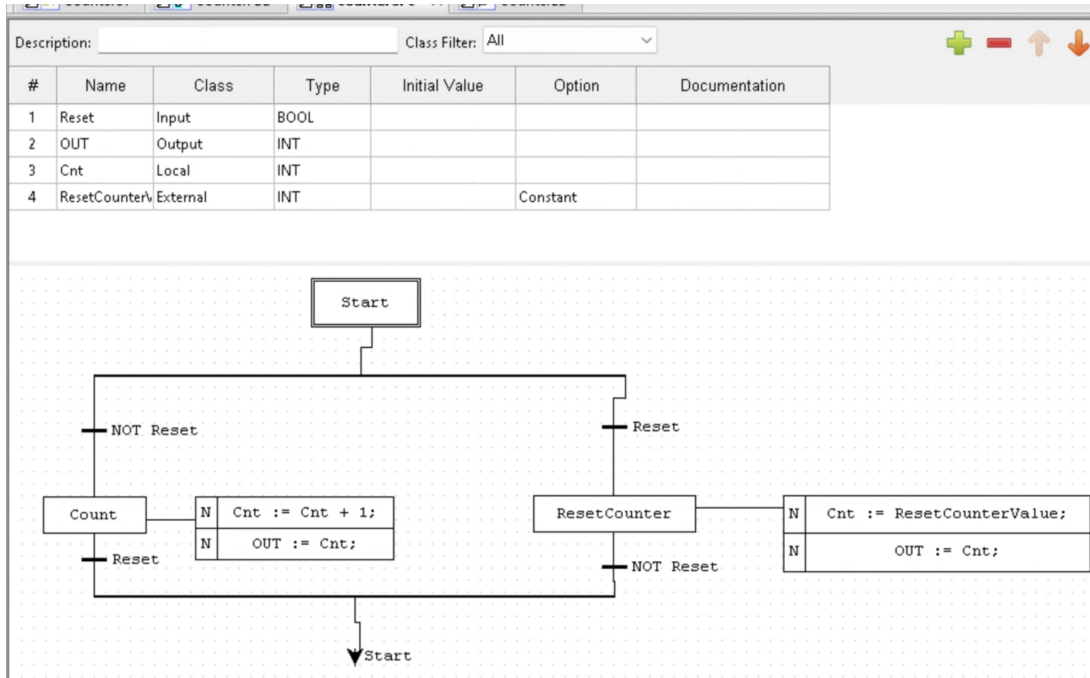 Description:
Class Filter: All
# Name Class Type Initial Value Option Documentation
1 Reset Input BOOL
2 OUT Output INT
3 Cnt Local INT
4 ResetCounterV External INT Constant
Start
NOT Reset
Reset
Count
N Cnt := Cnt + 1;
N OUT := Cnt;
ResetCounter
N Cnt := ResetCounterValue;
N OUT := Cnt;
Reset
NOT Reset
Start